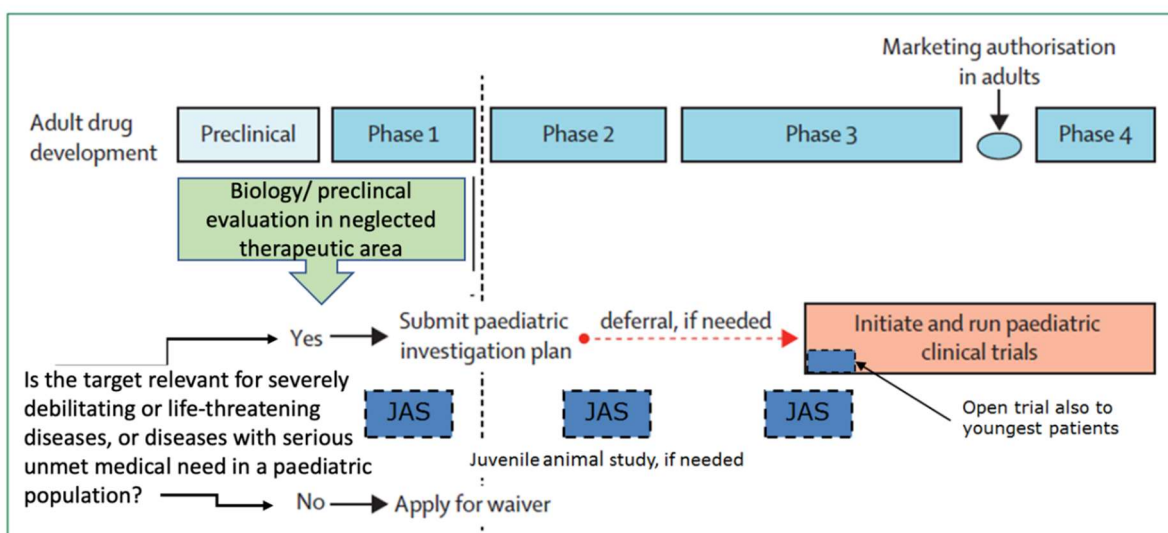 Marketing authorisation
in adults
Adult drug
development
Preclinical
Phase 1
Phase 2
Phase 3
Phase 4
Biology/ preclincal
evaluation in neglected
therapeutic area
Yes
Submit paediatric
investigation plan
deferral, if needed
Initiate and run paediatric
clinical trials
Is the target relevant for severely
debilitating or life-threatening
diseases, or diseases with serious
unmet medical need in a paediatric
population?
JAS
JAS
JAS
Open trial also to
youngest patients
Juvenile animal study, if needed
No
Apply for waiver